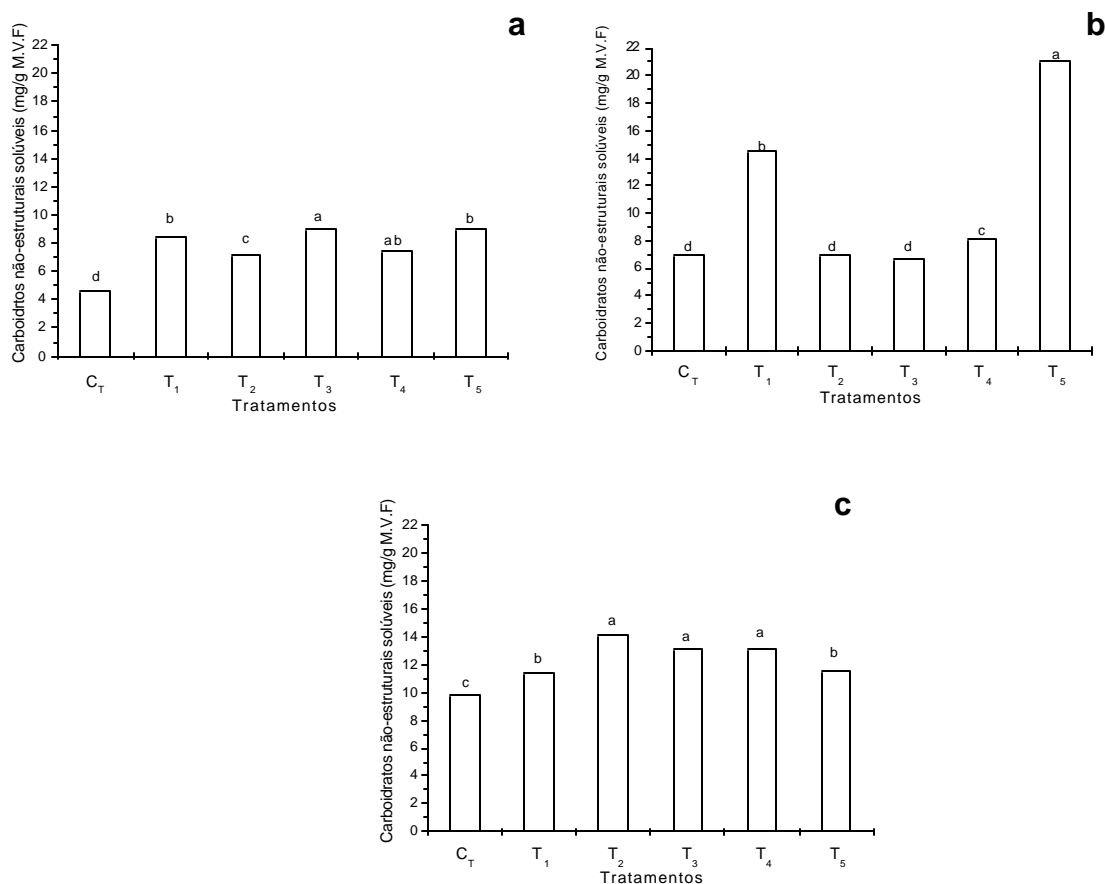 a
Carboidrtos não-estruturais solúveis (mg/g M.V.F)
22
20
18
16
14
12
10
8
6
4
2
0
d
b
c
a
ab
b
C_T T_1 T_2 T_3 T_4 T_5
Tratamentos
b
Carboidratos não-estruturais solúveis (mg/g M.V.F)
22
20
18
16
14
12
10
8
6
4
2
0
d
b
d
d
c
a
C_T T_1 T_2 T_3 T_4 T_5
Tratamentos
c
Carboidratos não-estruturais solúveis (mg/g M.V.F)
22
20
18
16
14
12
10
8
6
4
2
0
c
b
a
a
a
b
C_T T_1 T_2 T_3 T_4 T_5
Tratamentos